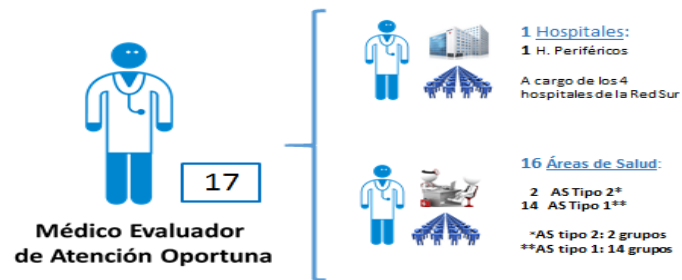 17
Médico Evaluador
de Atención Oportuna
1 Hospitales:
1 H. Periféricos
A cargo de los 4
hospitales de la Red Sur
16 Áreas de Salud:
2 AS Tipo 2*
14 AS Tipo 1**
*AS tipo 2: 2 grupos
**AS tipo 1: 14 grupos